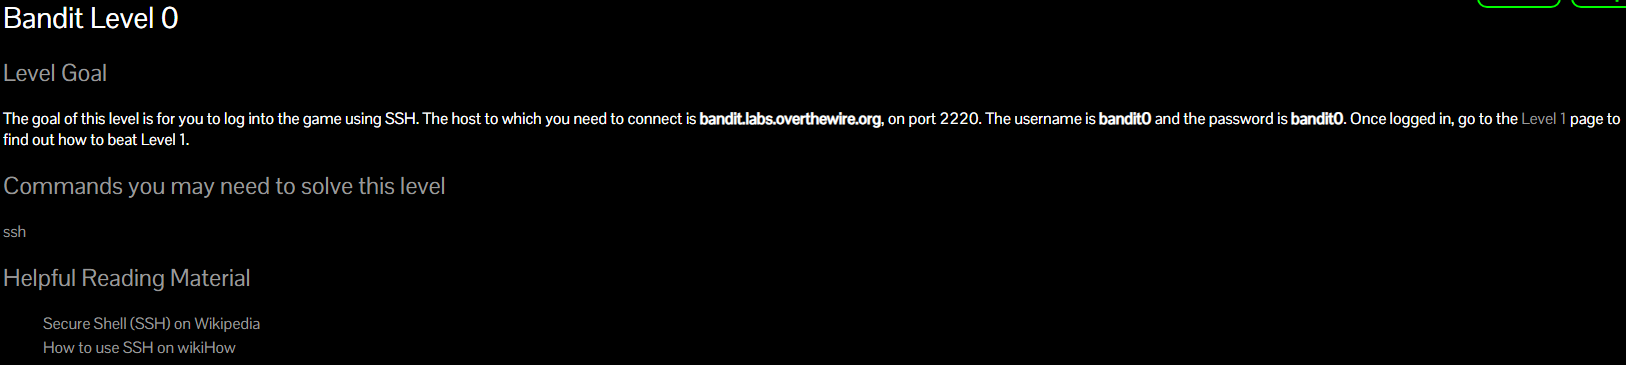 Bandit Level 0
Level Goal
The goal of this level is for you to log into the game using SSH. The host to which you need to connect is bandit.labs.overthewire.org, on port 2220. The username is bandit0 and the password is bandit0. Once logged in, go to the Level 1 page to
find out how to beat Level 1.
Commands you may need to solve this level
ssh
Helpful Reading Material
Secure Shell (SSH) on Wikipedia
How to use SSH on wikiHow